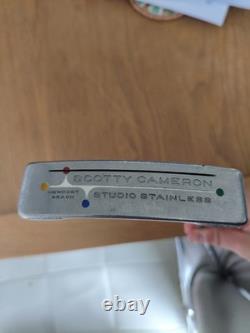 SCOTTY CAMERON
NEWPORT
BEACH
STUDIO STAINLESS